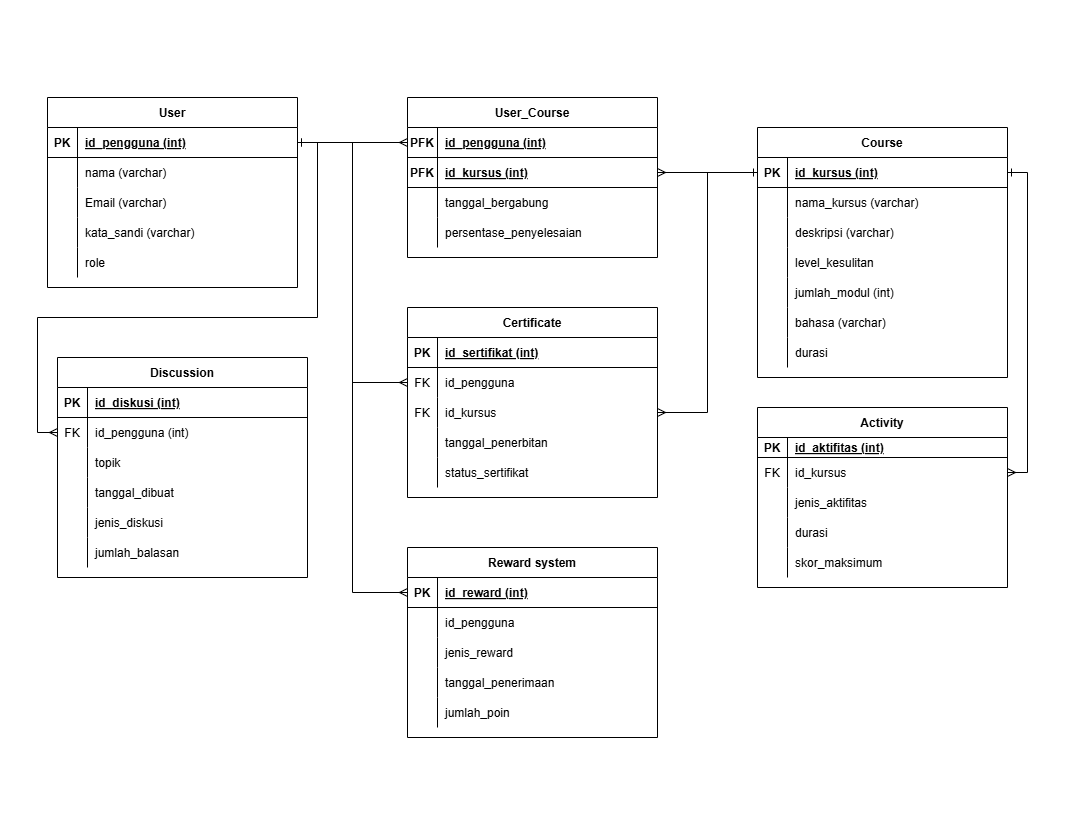 User
PK id_pengguna (int)
nama (varchar)
Email (varchar)
kata_sandi (varchar)
role
User_Course
PFK id_pengguna (int)
PFK id_kursus (int)
tanggal_bergabung
persentase_penyelesaian
Course
PK id_kursus (int)
nama_kursus (varchar)
deskripsi (varchar)
level_kesulitan
jumlah_modul (int)
bahasa (varchar)
durasi
Discussion
PK id_diskusi (int)
FK id_pengguna (int)
topik
tanggal_dibuat
jenis_diskusi
jumlah_balasan
Certificate
PK id_sertifikat (int)
FK id_pengguna
FK id_kursus
tanggal_penerbitan
status_sertifikat
Activity
PK id_aktifitas (int)
FK id_kursus
jenis_aktifitas
durasi
skor_maksimum
Reward system
PK id_reward (int)
id_pengguna
jenis_reward
tanggal_penerimaan
jumlah_poin